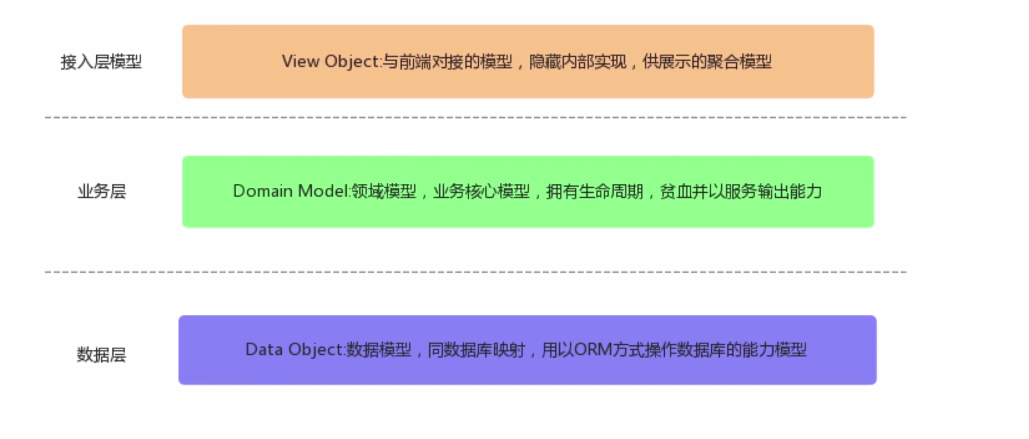 接入层模型
View Object:与前端对接的模型，隐藏内部实现，供展示的聚合模型
业务层
Domain Model:领域模型，业务核心模型，拥有生命周期，贫血并以服务输出能力
数据层
Data Object:数据模型，同数据库映射，用以ORM方式操作数据库的能力模型